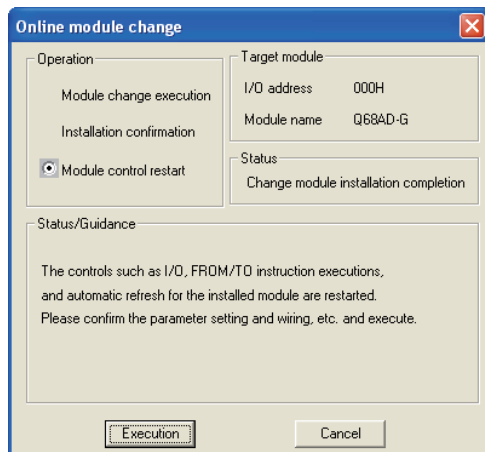 Online module change
Operation
Module change execution
Installation confirmation
Module control restart
Target module
I/O address 000H
Module name Q68AD-G
Status
Change module installation completion
Status/Guidance
The controls such as I/O, FROM/TO instruction executions,
and automatic refresh for the installed module are restarted.
Please confirm the parameter setting and wiring, etc. and execute.
Execution
Cancel